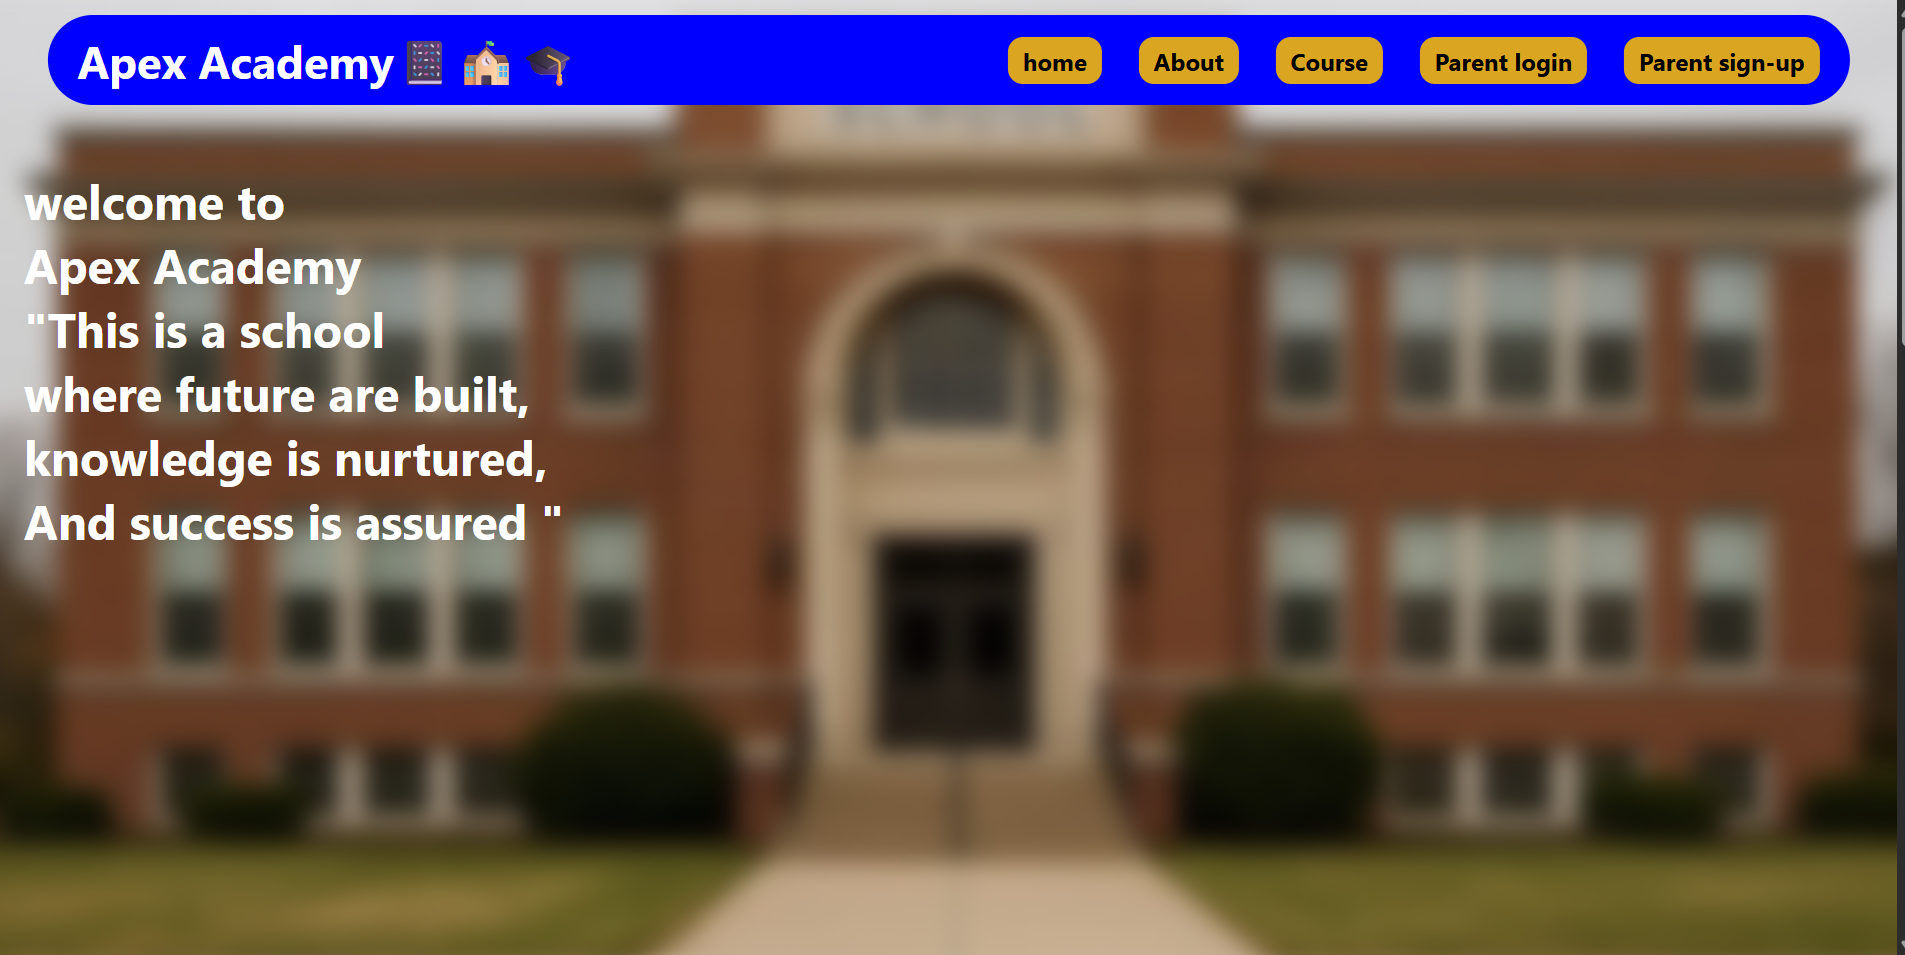 Apex Academy
home
About
Course
Parent login
Parent sign-up
welcome to
Apex Academy
"This is a school
where future are built,
knowledge is nurtured,
And success is assured "